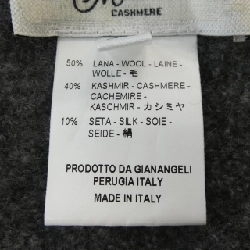 CASHMERE
50% LANA - WOOL - LAINE -
WOLLE - 毛
40% KASHMIR - CASHMERE -
CACHEMIRE -
KASCHMIR - カシミヤ
10% SETA - SILK - SOIE -
SEIDE - 絹
PRODOTTO DA GIANANGELI
PERUGIA ITALY
MADE IN ITALY